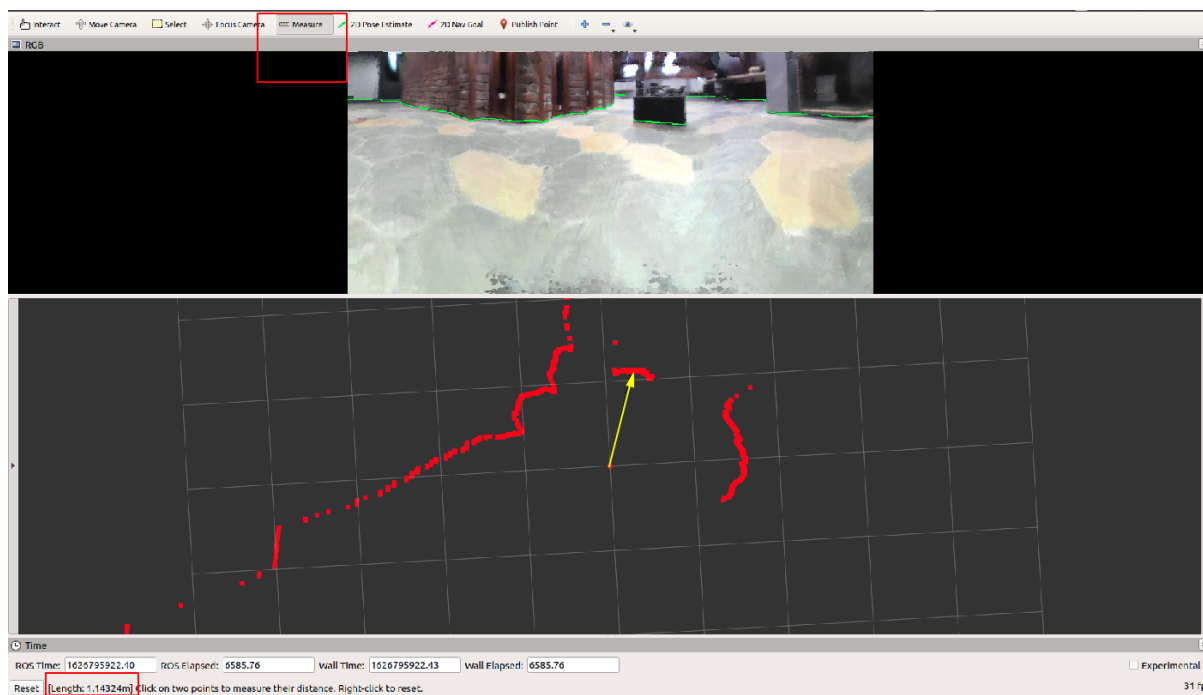 Interact Move Camera Select Focus Camera Measure 2D Pose Estimate 2D Nav Goal Publish Point
RGB
Time
ROS Time: 1626795922.40 ROS Elapsed: 6585.76 Wall Time: 1626795922.43 Wall Elapsed: 6585.76 Experimental
Reset [Length: 1.14324m] Click on two points to measure their distance. Right-click to reset. 31